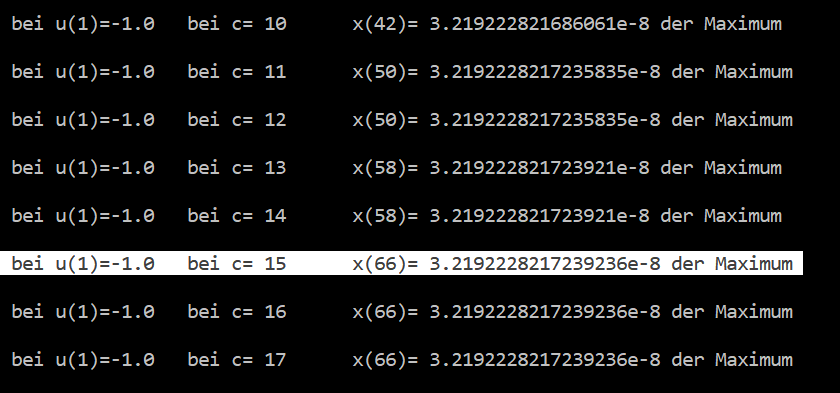 bei u(1)=-1.0   bei c= 10      x(42)= 3.219222821686061e-8 der Maximum
bei u(1)=-1.0   bei c= 11      x(50)= 3.2192228217235835e-8 der Maximum
bei u(1)=-1.0   bei c= 12      x(50)= 3.2192228217235835e-8 der Maximum
bei u(1)=-1.0   bei c= 13      x(58)= 3.219222821723921e-8 der Maximum
bei u(1)=-1.0   bei c= 14      x(58)= 3.219222821723921e-8 der Maximum
bei u(1)=-1.0   bei c= 15      x(66)= 3.2192228217239236e-8 der Maximum
bei u(1)=-1.0   bei c= 16      x(66)= 3.2192228217239236e-8 der Maximum
bei u(1)=-1.0   bei c= 17      x(66)= 3.2192228217239236e-8 der Maximum